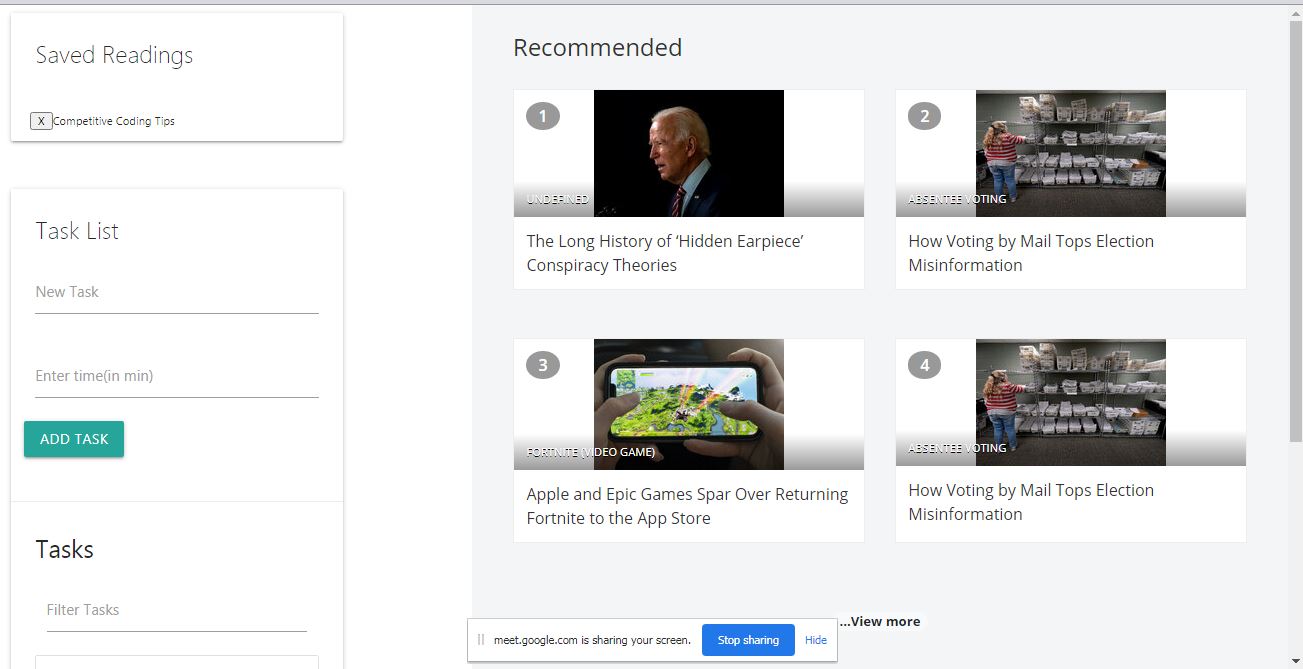 Saved Readings
X Competitive Coding Tips
Task List
New Task
Enter time(in min)
ADD TASK
Tasks
Filter Tasks
Recommended
1
UNDEFINED
The Long History of ‘Hidden Earpiece’
Conspiracy Theories
2
ABSENTEE VOTING
How Voting by Mail Tops Election
Misinformation
3
FORTNITE (VIDEO GAME)
Apple and Epic Games Spar Over Returning
Fortnite to the App Store
4
ABSENTEE VOTING
How Voting by Mail Tops Election
Misinformation
...View more
meet.google.com is sharing your screen. Stop sharing Hide